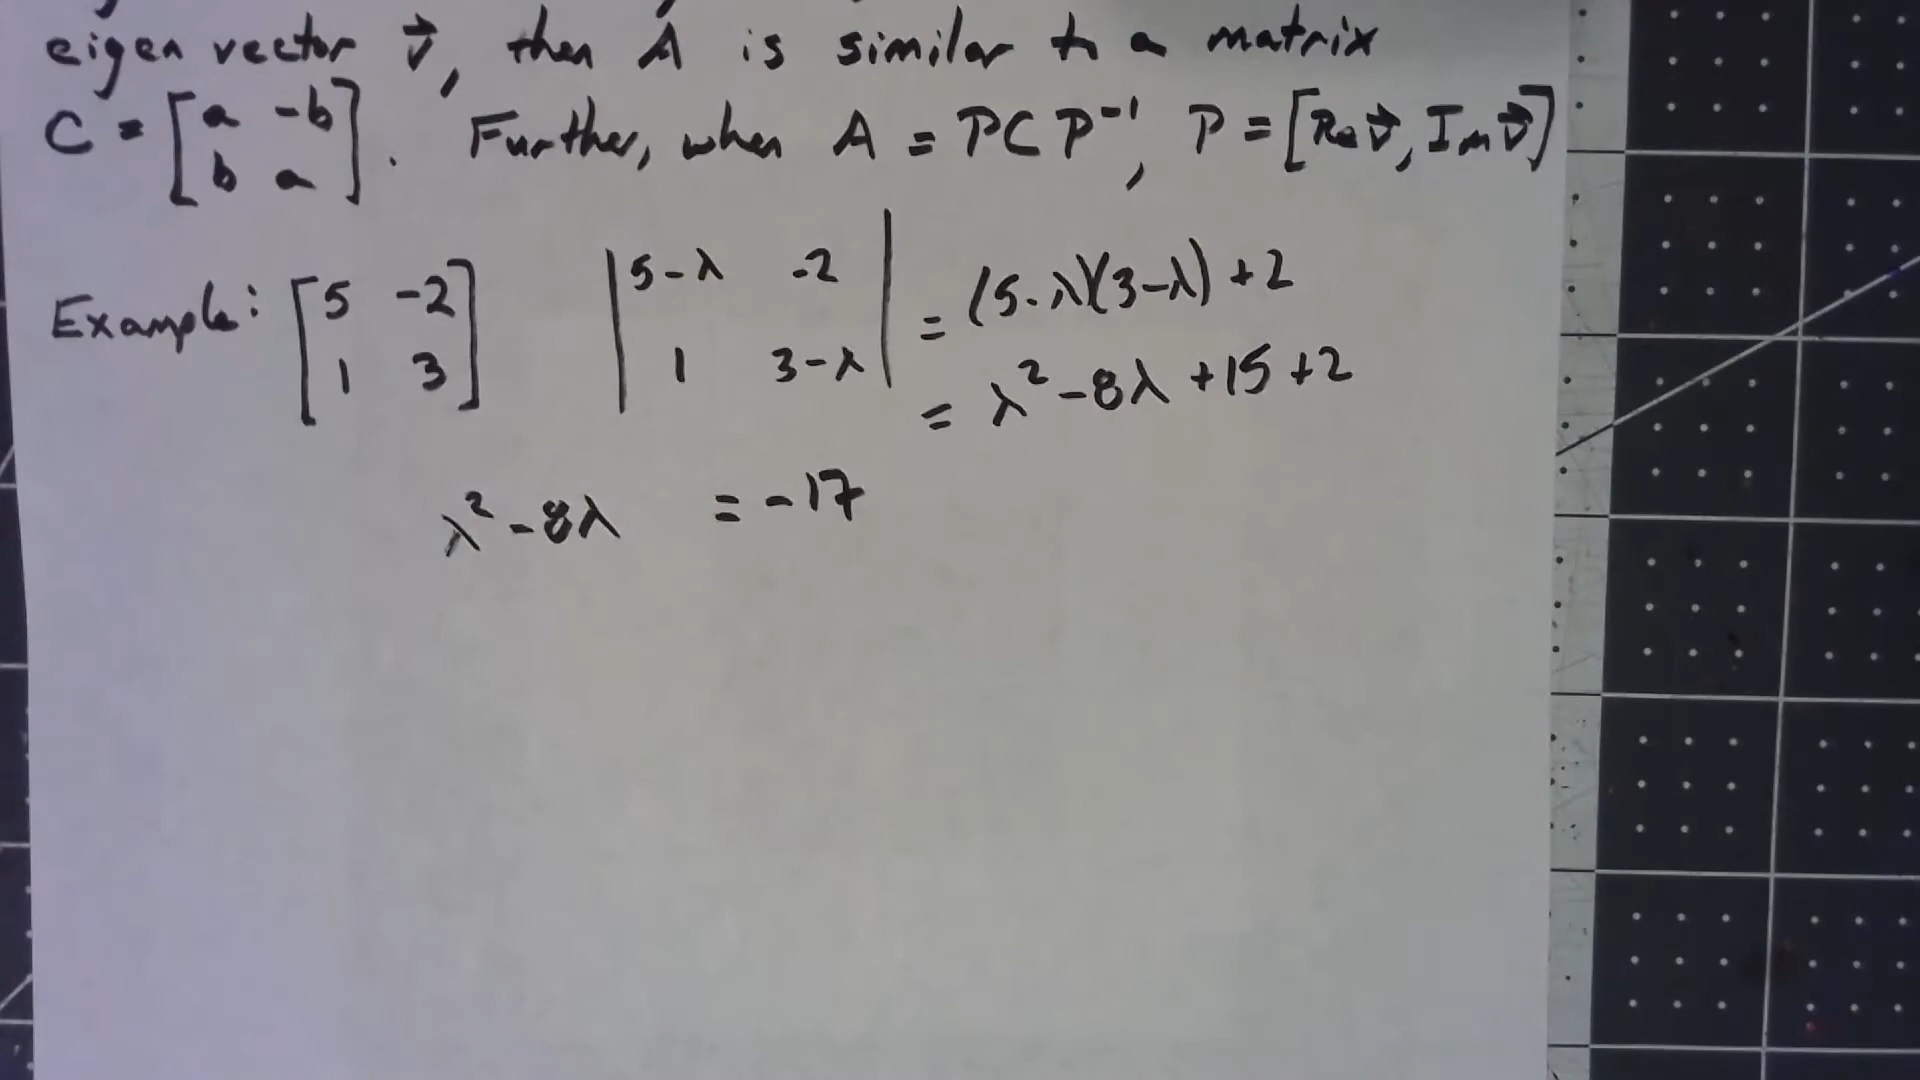 eigen vector v⃗, then A is similar to a matrix
C = [a -b; b a]. Further, when A = PCP⁻¹, P = [Re v⃗, Im v⃗]
Example: [5 -2; 1 3] |5-λ -2; 1 3-λ| = (5-λ)(3-λ) + 2
= λ² - 8λ + 15 + 2
λ² - 8λ = -17